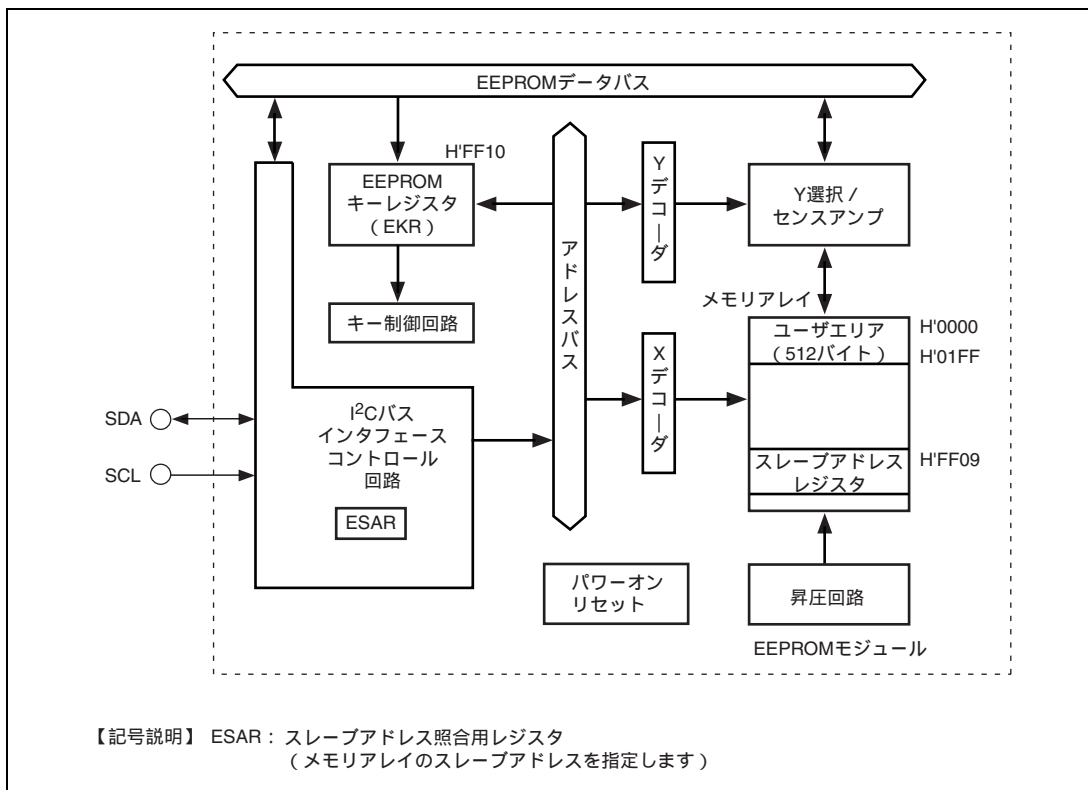 EEPROMデータバス
H'FF10
EEPROM
キーレジスタ
(EKR)
キー制御回路
アドレスバス
Yデコーダ
Y選択/
センスアンプ
メモリアレイ
ユーザエリア
(512バイト)
H'0000
H'01FF
Xデコーダ
スレーブアドレス
レジスタ
H'FF09
SDA
SCL
I²Cバス
インタフェース
コントロール
回路
ESAR
パワーオン
リセット
昇圧回路
EEPROMモジュール
【記号説明】 ESAR:スレーブアドレス照合用レジスタ
(メモリアレイのスレーブアドレスを指定します)